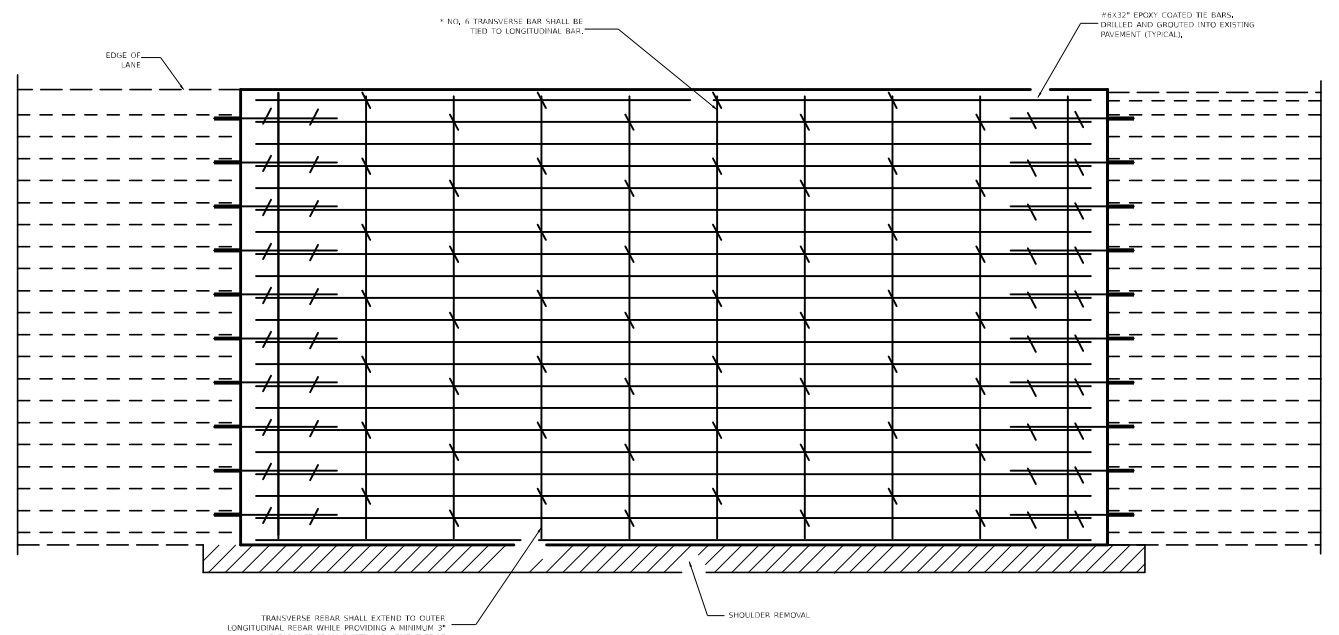 * NO. 6 TRANSVERSE BAR SHALL BE
TIED TO LONGITUDINAL BAR.
#6X32" EPOXY COATED TIE BARS,
DRILLED AND GROUTED INTO EXISTING
PAVEMENT (TYPICAL).
EDGE OF
LANE
SHOULDER REMOVAL
TRANSVERSE REBAR SHALL EXTEND TO OUTER
LONGITUDINAL REBAR WHILE PROVIDING A MINIMUM 3"